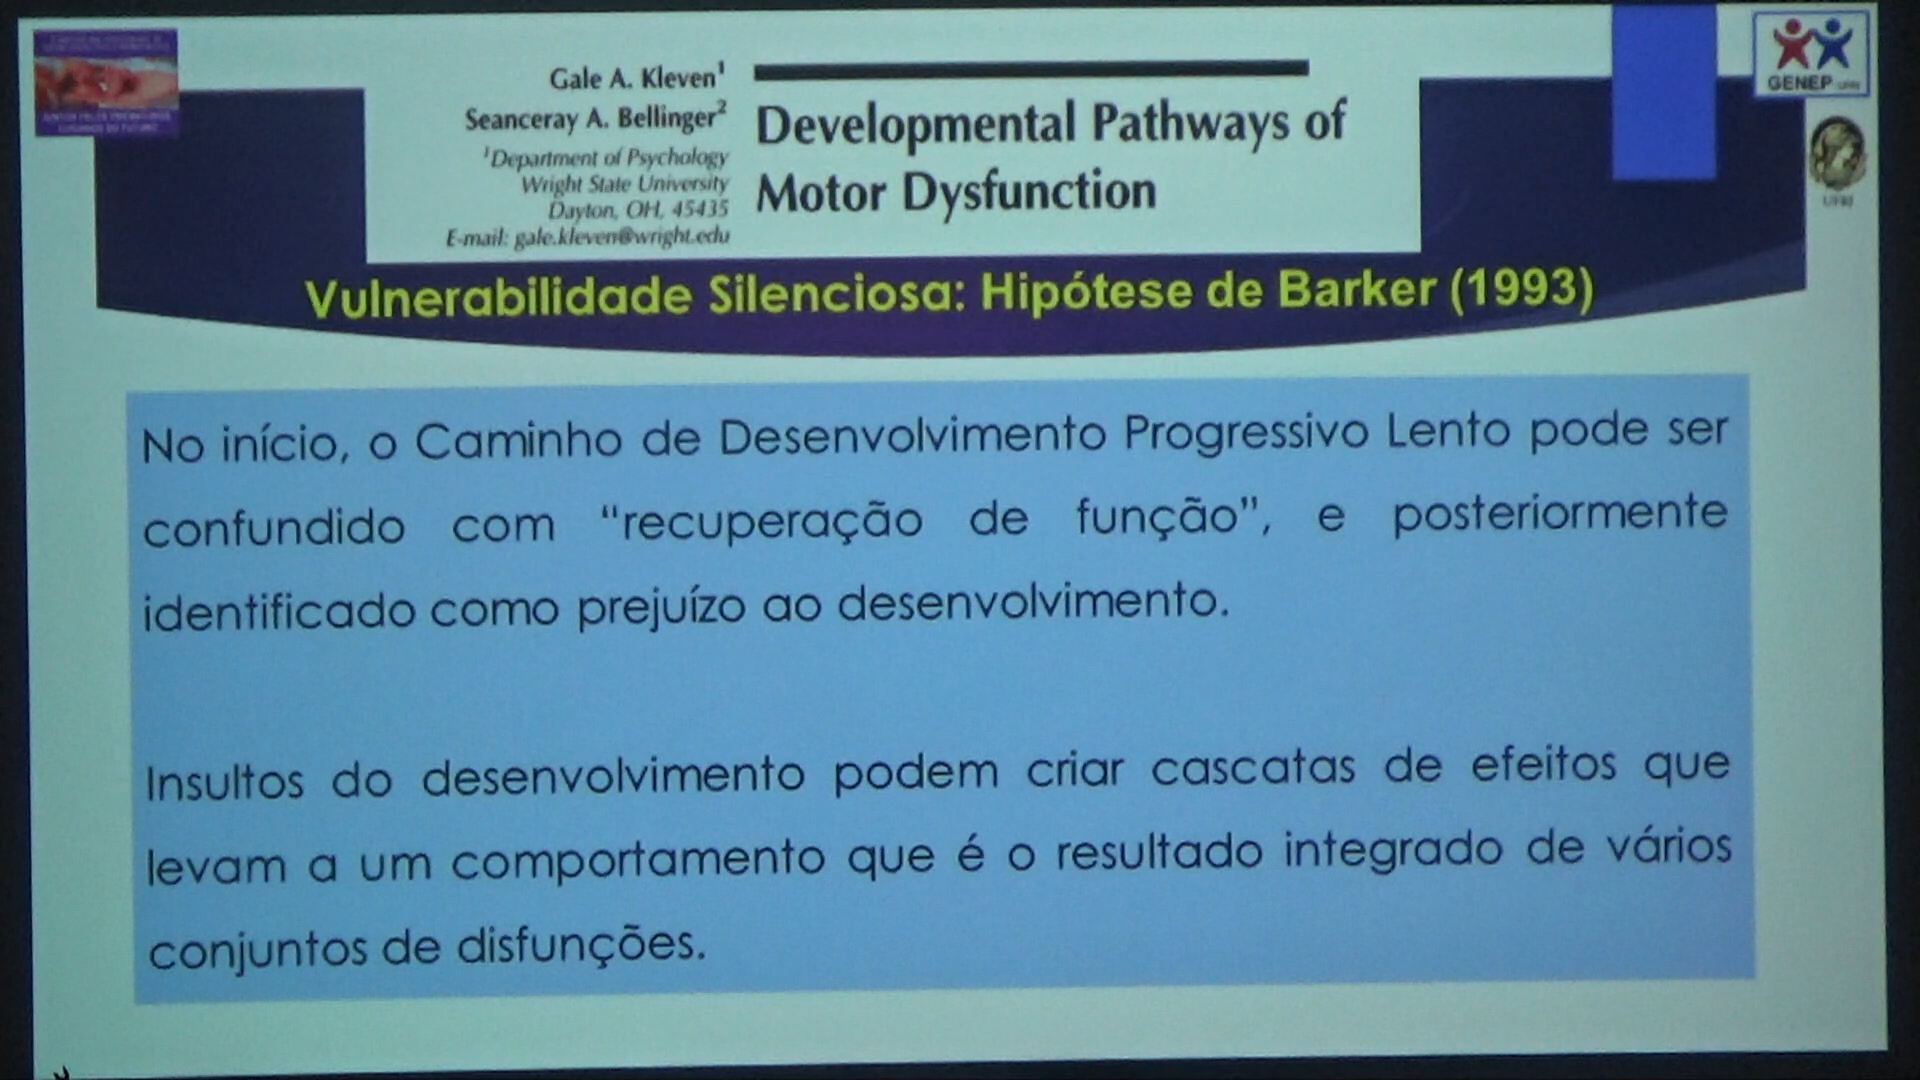 Gale A. Kleven¹
Seanceray A. Bellinger²
¹Department of Psychology
Wright State University
Dayton, OH, 45435
E-mail: gale.kleven@wright.edu
Developmental Pathways of
Motor Dysfunction
GENEP
UFRJ
Vulnerabilidade Silenciosa: Hipótese de Barker (1993)
No início, o Caminho de Desenvolvimento Progressivo Lento pode ser
confundido com “recuperação de função”, e posteriormente
identificado como prejuízo ao desenvolvimento.
Insultos do desenvolvimento podem criar cascatas de efeitos que
levam a um comportamento que é o resultado integrado de vários
conjuntos de disfunções.